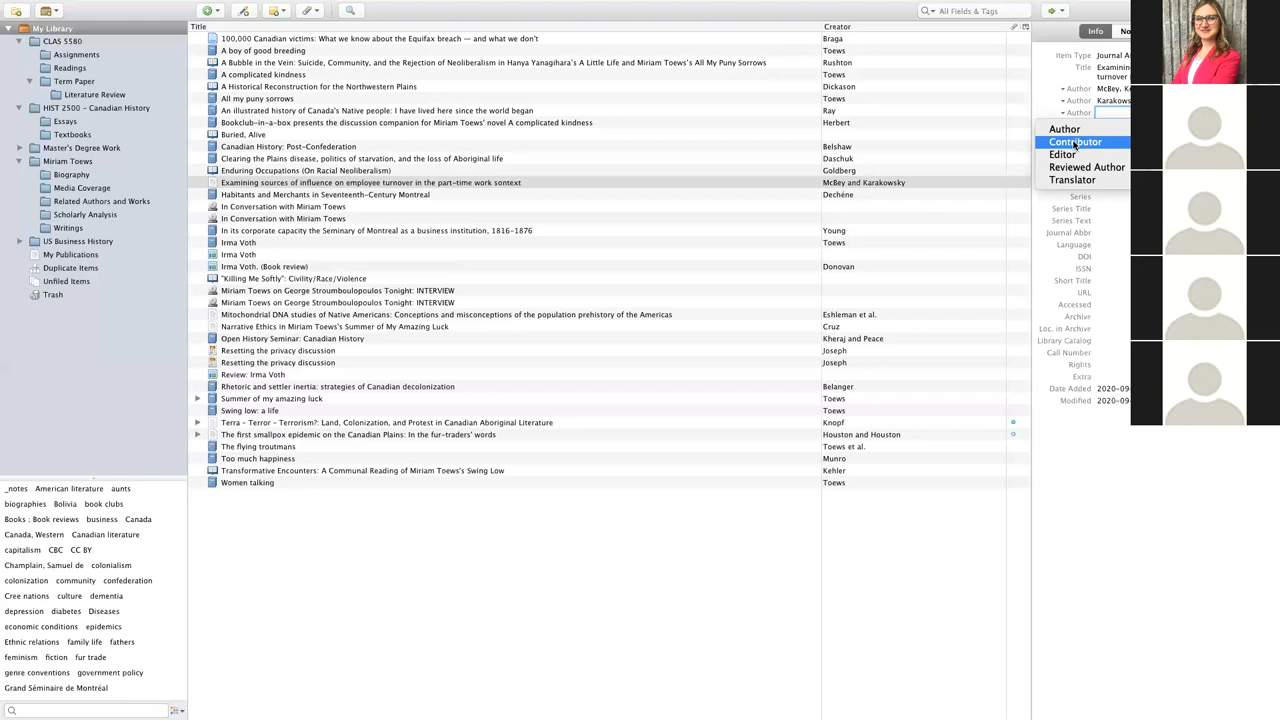 All Fields & Tags
My Library
CLAS 5580
Assignments
Readings
Term Paper
Literature Review
HIST 2500 - Canadian History
Essays
Textbooks
Master's Degree Work
Miriam Toews
Biography
Media Coverage
Related Authors and Works
Scholarly Analysis
Writings
US Business History
My Publications
Duplicate Items
Unfiled Items
Trash
_notes American literature aunts
biographies Bolivia book clubs
Books ; Book reviews business Canada
Canada, Western Canadian literature
capitalism CBC CC BY
Champlain, Samuel de colonialism
colonization community confederation
Cree nations culture dementia
depression diabetes Diseases
economic conditions epidemics
Ethnic relations family life fathers
feminism fiction fur trade
genre conventions government policy
Grand Séminaire de Montréal
Title Creator
100,000 Canadian victims: What we know about the Equifax breach — and what we don't Braga
A boy of good breeding Toews
A Bubble in the Vein: Suicide, Community, and the Rejection of Neoliberalism in Hanya Yanagihara's A Little Life and Miriam Toews's All My Puny Sorrows Rushton
A complicated kindness Toews
A Historical Reconstruction for the Northwestern Plains Dickason
All my puny sorrows Toews
An illustrated history of Canada's Native people: I have lived here since the world began Ray
Bookclub-in-a-box presents the discussion companion for Miriam Toews' novel A complicated kindness Herbert
Buried, Alive
Canadian History: Post-Confederation Belshaw
Clearing the Plains disease, politics of starvation, and the loss of Aboriginal life Daschuk
Enduring Occupations (On Racial Neoliberalism) Goldberg
Examining sources of influence on employee turnover in the part-time work sontext McBey and Karakowsky
Habitants and Merchants in Seventeenth-Century Montreal Dechéne
In Conversation with Miriam Toews
In Conversation with Miriam Toews
In its corporate capacity the Seminary of Montreal as a business institution, 1816-1876 Young
Irma Voth Toews
Irma Voth
Irma Voth. (Book review) Donovan
"Killing Me Softly": Civility/Race/Violence
Miriam Toews on George Stroumboulopoulos Tonight: INTERVIEW
Miriam Toews on George Stroumboulopoulos Tonight: INTERVIEW
Mitochondrial DNA studies of Native Americans: Conceptions and misconceptions of the population prehistory of the Americas Eshleman et al.
Narrative Ethics in Miriam Toews's Summer of My Amazing Luck Cruz
Open History Seminar: Canadian History Kheraj and Peace
Resetting the privacy discussion Joseph
Resetting the privacy discussion Joseph
Review: Irma Voth
Rhetoric and settler inertia: strategies of Canadian decolonization Belanger
Summer of my amazing luck Toews
Swing low: a life Toews
Terra - Terror - Terrorism?: Land, Colonization, and Protest in Canadian Aboriginal Literature Knopf
The first smallpox epidemic on the Canadian Plains: In the fur-traders' words Houston and Houston
The flying troutmans Toews et al.
Too much happiness Munro
Transformative Encounters: A Communal Reading of Miriam Toews's Swing Low Kehler
Women talking Toews
Info
Item Type Journal A
Title Examinin
turnover i
Author McBey, K
Author Karakows
Author
Author
Contributor
Editor
Reviewed Author
Translator
Series
Series Title
Series Text
Journal Abbr
Language
DOI
ISSN
Short Title
URL
Accessed
Archive
Loc. in Archive
Library Catalog
Call Number
Rights
Extra
Date Added 2020-09
Modified 2020-09